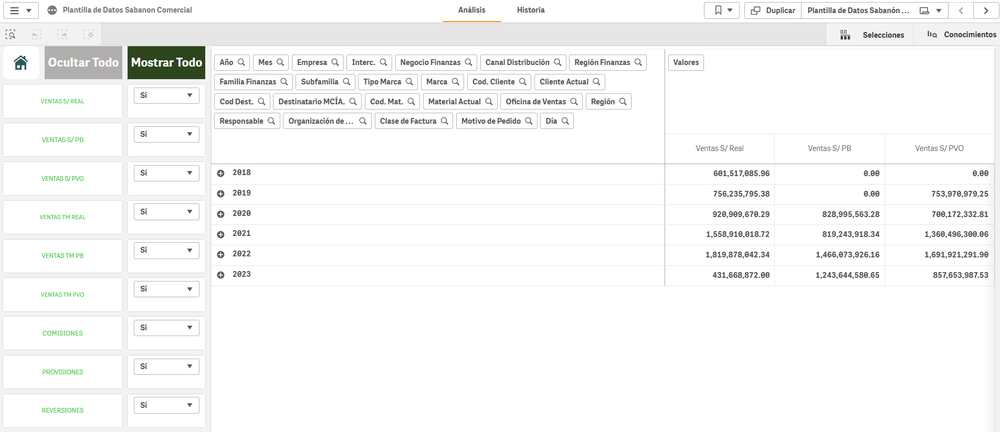 Plantilla de Datos Sabanon Comercial
Análisis
Historia
Duplicar
Plantilla de Datos Sabanón ...
Selecciones
Conocimientos
Ocultar Todo
Mostrar Todo
VENTAS S/ REAL
Sí
VENTAS S/ PB
Sí
VENTAS S/ PVO
Sí
VENTAS TM REAL
Sí
VENTAS TM PB
Sí
VENTAS TM PVO
Sí
COMISIONES
Sí
PROVISIONES
Sí
REVERSIONES
Sí
Año Mes Empresa Interc. Negocio Finanzas Canal Distribución Región Finanzas
Familia Finanzas Subfamilia Tipo Marca Marca Cod. Cliente Cliente Actual
Cod Dest. Destinatario MCÍA. Cod. Mat. Material Actual Oficina de Ventas Región
Responsable Organización de ... Clase de Factura Motivo de Pedido Día
Valores
Ventas S/ Real Ventas S/ PB Ventas S/ PVO
2018 601,517,085.96 0.00 0.00
2019 756,235,795.38 0.00 753,970,979.25
2020 920,909,670.29 828,995,563.28 700,172,332.81
2021 1,558,910,018.72 819,243,918.34 1,360,496,300.06
2022 1,819,878,042.34 1,466,073,926.16 1,691,921,291.90
2023 431,668,872.00 1,243,644,580.65 857,653,987.53